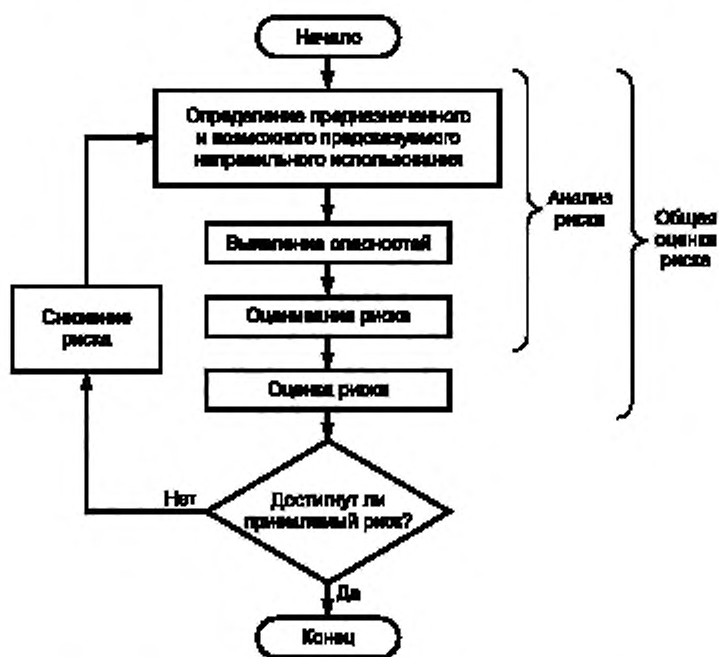 Начало
Определение предназначенного
и возможного предсказуемого
неправильного использования
Выявление опасностей
Оценивание риска
Оценка риска
Анализ
риска
Общая
оценка
риска
Снижение
риска
Достигнут ли
приемлемый риск?
Нет
Да
Конец